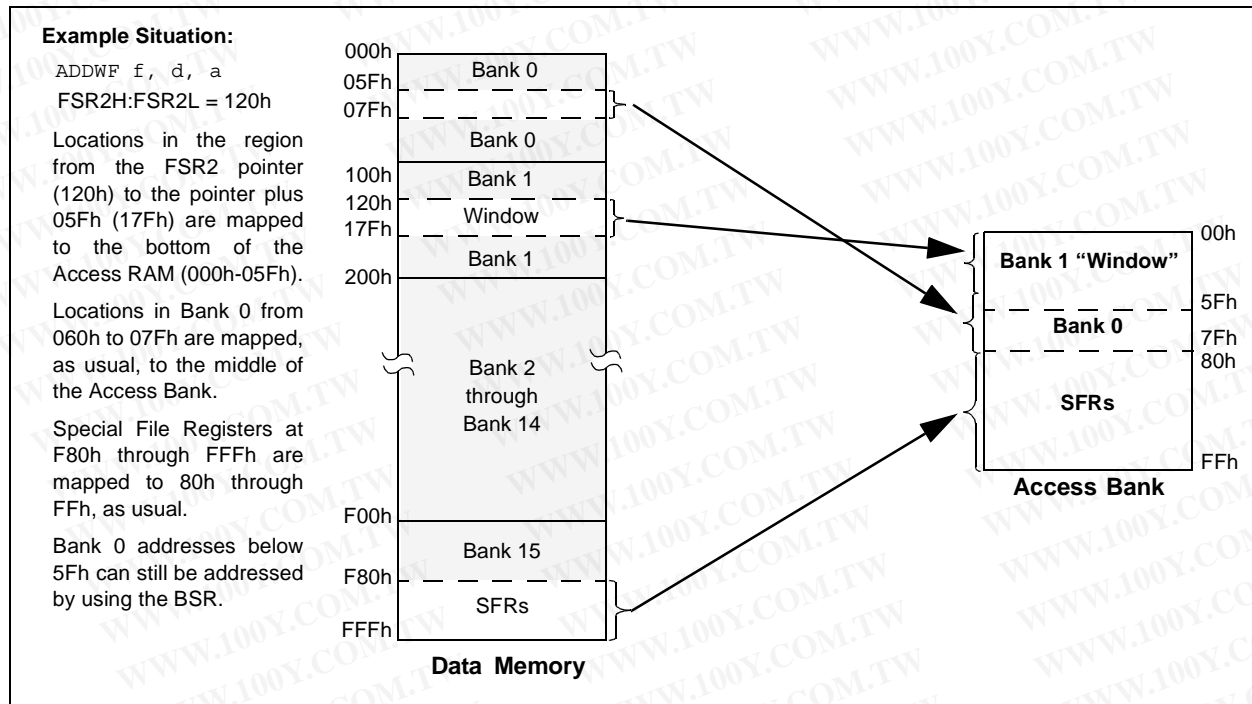 Example Situation:
ADDWF f, d, a
FSR2H:FSR2L = 120h
Locations in the region
from the FSR2 pointer
(120h) to the pointer plus
05Fh (17Fh) are mapped
to the bottom of the
Access RAM (000h-05Fh).
Locations in Bank 0 from
060h to 07Fh are mapped,
as usual, to the middle of
the Access Bank.
Special File Registers at
F80h through FFFh are
mapped to 80h through
FFh, as usual.
Bank 0 addresses below
5Fh can still be addressed
by using the BSR.
000h
05Fh
07Fh
100h
120h
17Fh
200h
F00h
F80h
FFFh
Bank 0
Bank 0
Bank 1
Window
Bank 1
Bank 2
through
Bank 14
Bank 15
SFRs
Data Memory
00h
Bank 1 “Window”
5Fh
Bank 0
7Fh
80h
SFRs
FFh
Access Bank
WWW.100Y.COM.TW